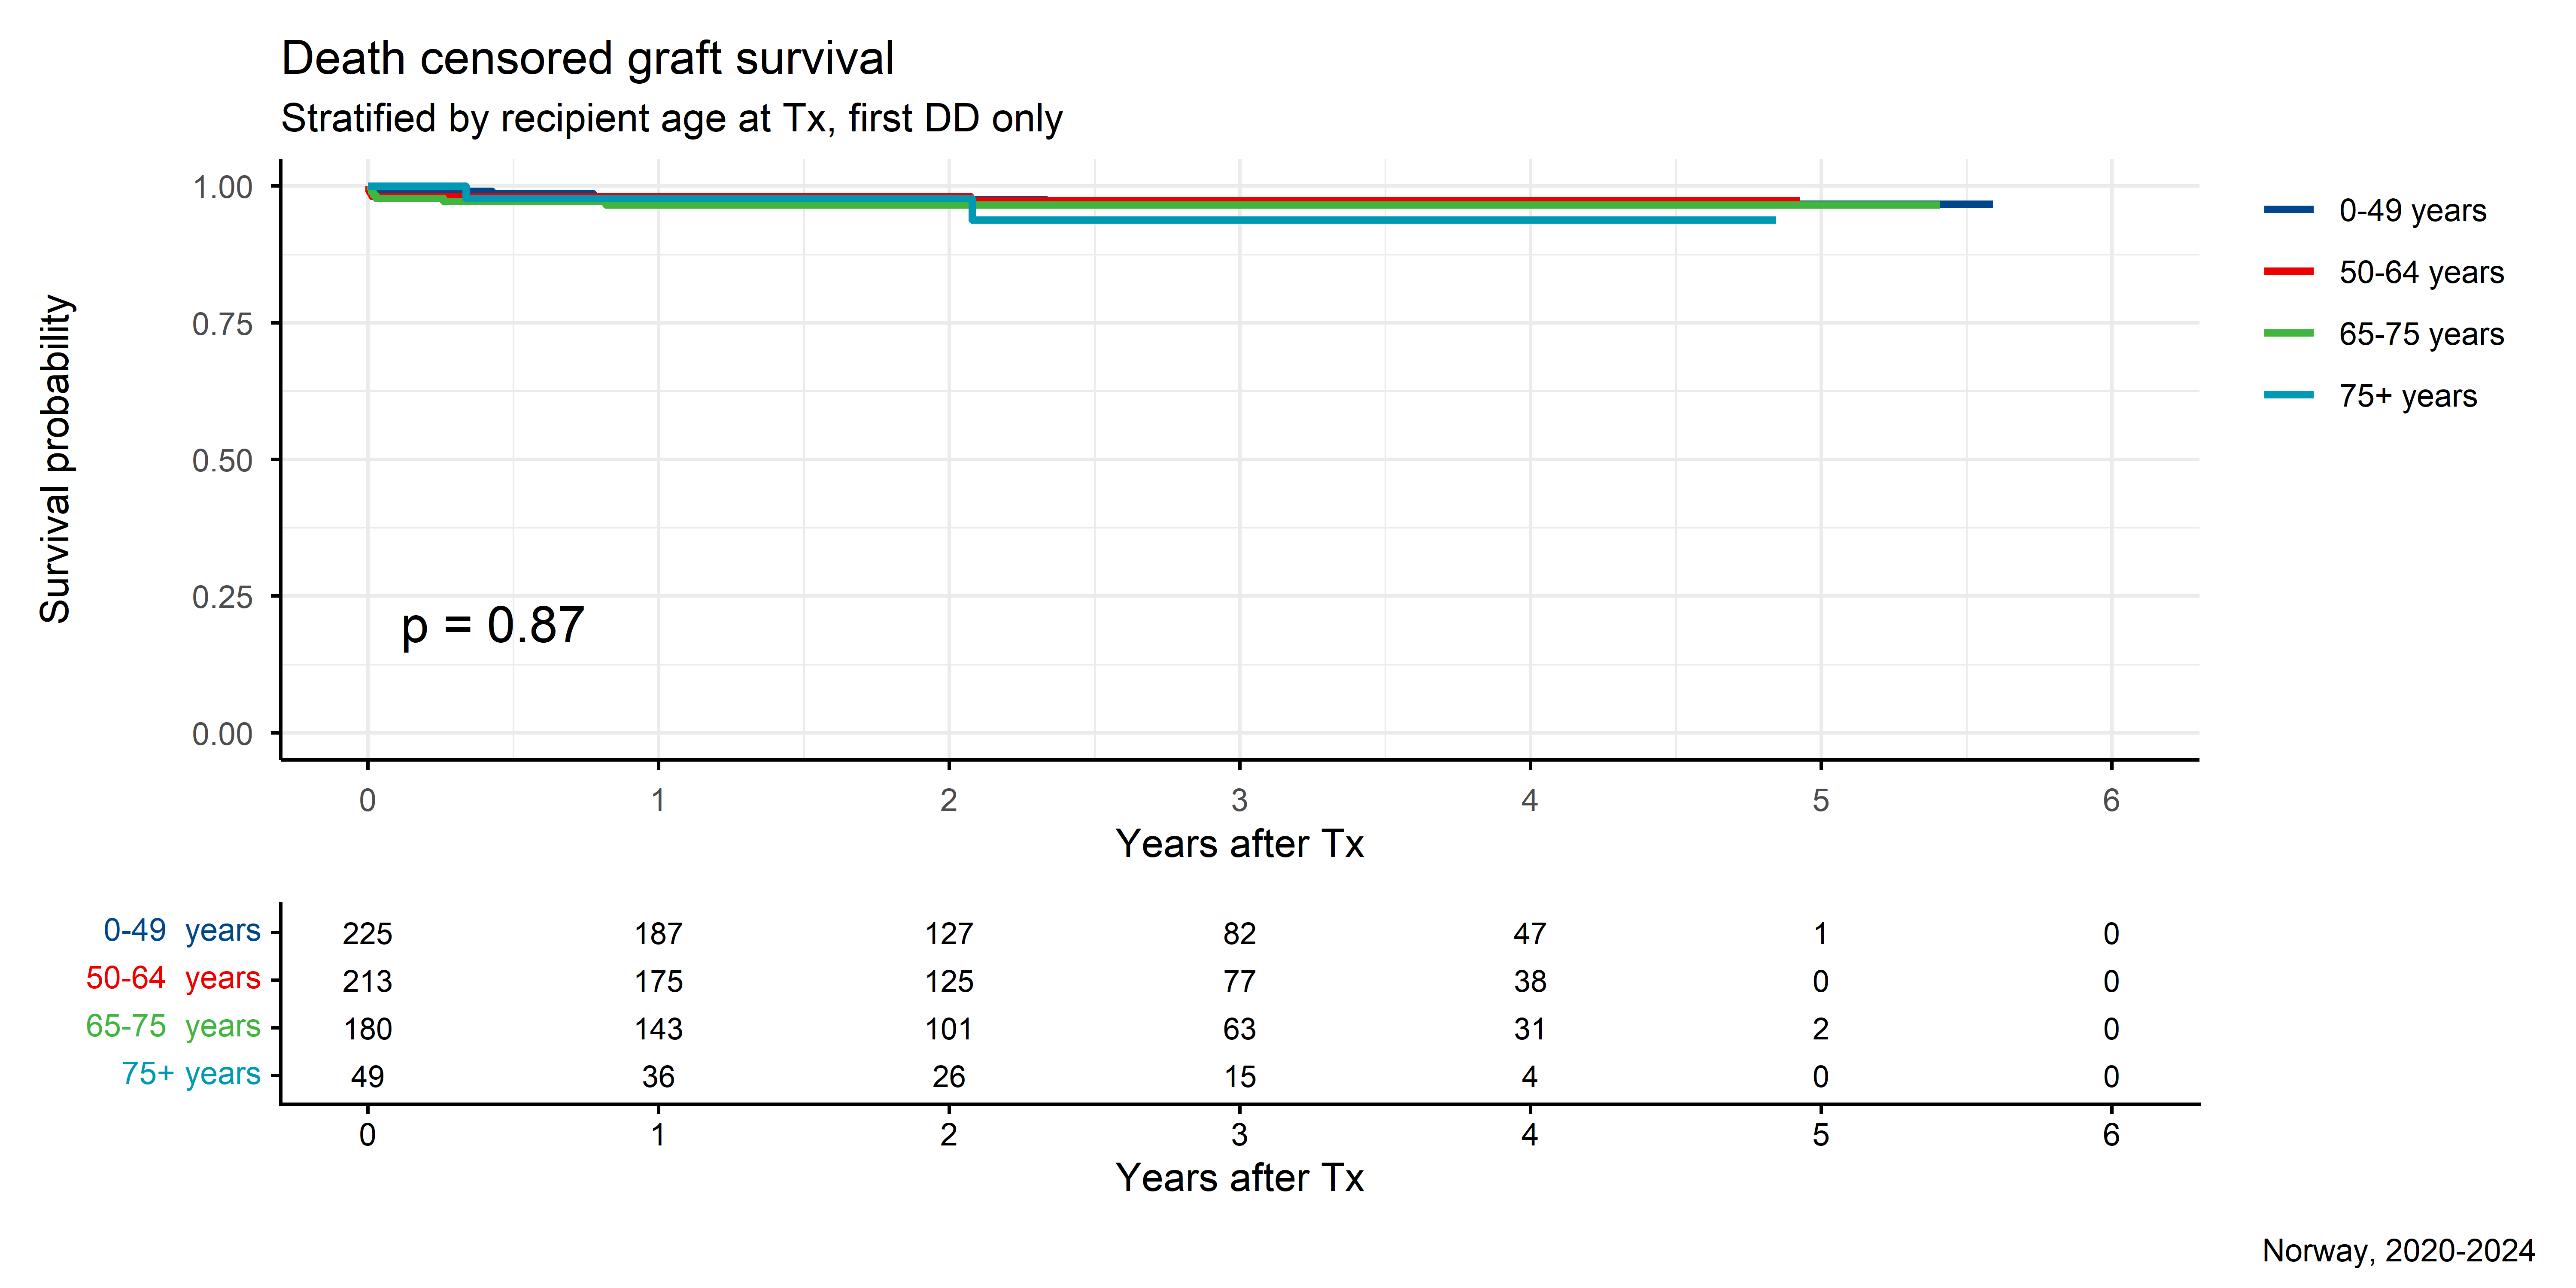 Death censored graft survival
Stratified by recipient age at Tx, first DD only
Survival probability
1.00
0.75
0.50
0.25
0.00
p = 0.87
0 1 2 3 4 5 6
Years after Tx
0-49 years
50-64 years
65-75 years
75+ years
0-49 years 225 187 127 82 47 1 0
50-64 years 213 175 125 77 38 0 0
65-75 years 180 143 101 63 31 2 0
75+ years 49 36 26 15 4 0 0
0 1 2 3 4 5 6
Years after Tx
Norway, 2020-2024